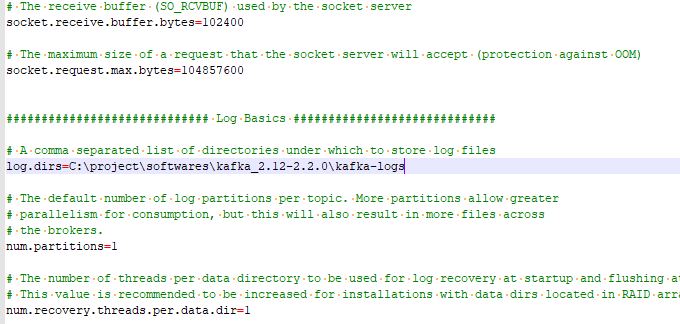 # The receive buffer (SO_RCVBUF) used by the socket server
socket.receive.buffer.bytes=102400
# The maximum size of a request that the socket server will accept (protection against OOM)
socket.request.max.bytes=104857600
############################# Log Basics #############################
# A comma separated list of directories under which to store log files
log.dirs=C:\project\softwares\kafka_2.12-2.2.0\kafka-logs
# The default number of log partitions per topic. More partitions allow greater
# parallelism for consumption, but this will also result in more files across
# the brokers.
num.partitions=1
# The number of threads per data directory to be used for log recovery at startup and flushing
# This value is recommended to be increased for installations with data dirs located in RAID
num.recovery.threads.per.data.dir=1